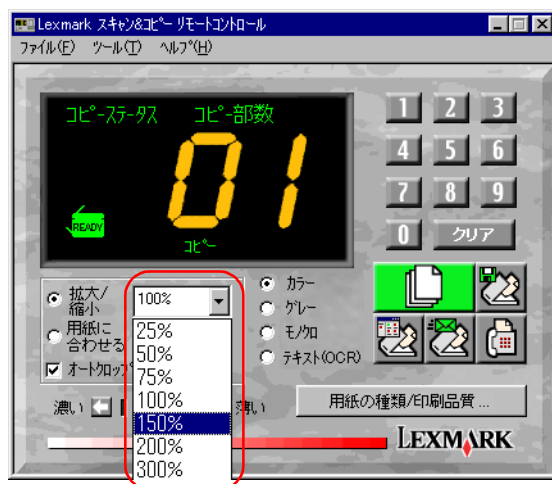 Lexmark スキャン&コピー リモートコントロール
ファイル(F) ツール(T) ヘルプ(H)
コピーステータス コピー部数
01
READY
コピー
1 2 3
4 5 6
7 8 9
0 クリア
拡大/
縮小
100%
用紙に
合わせる
オートクロップ
25%
50%
75%
100%
150%
200%
300%
カラー
グレー
モノクロ
テキスト(OCR)
濃い 薄い
用紙の種類/印刷品質 ...
LEXMARK